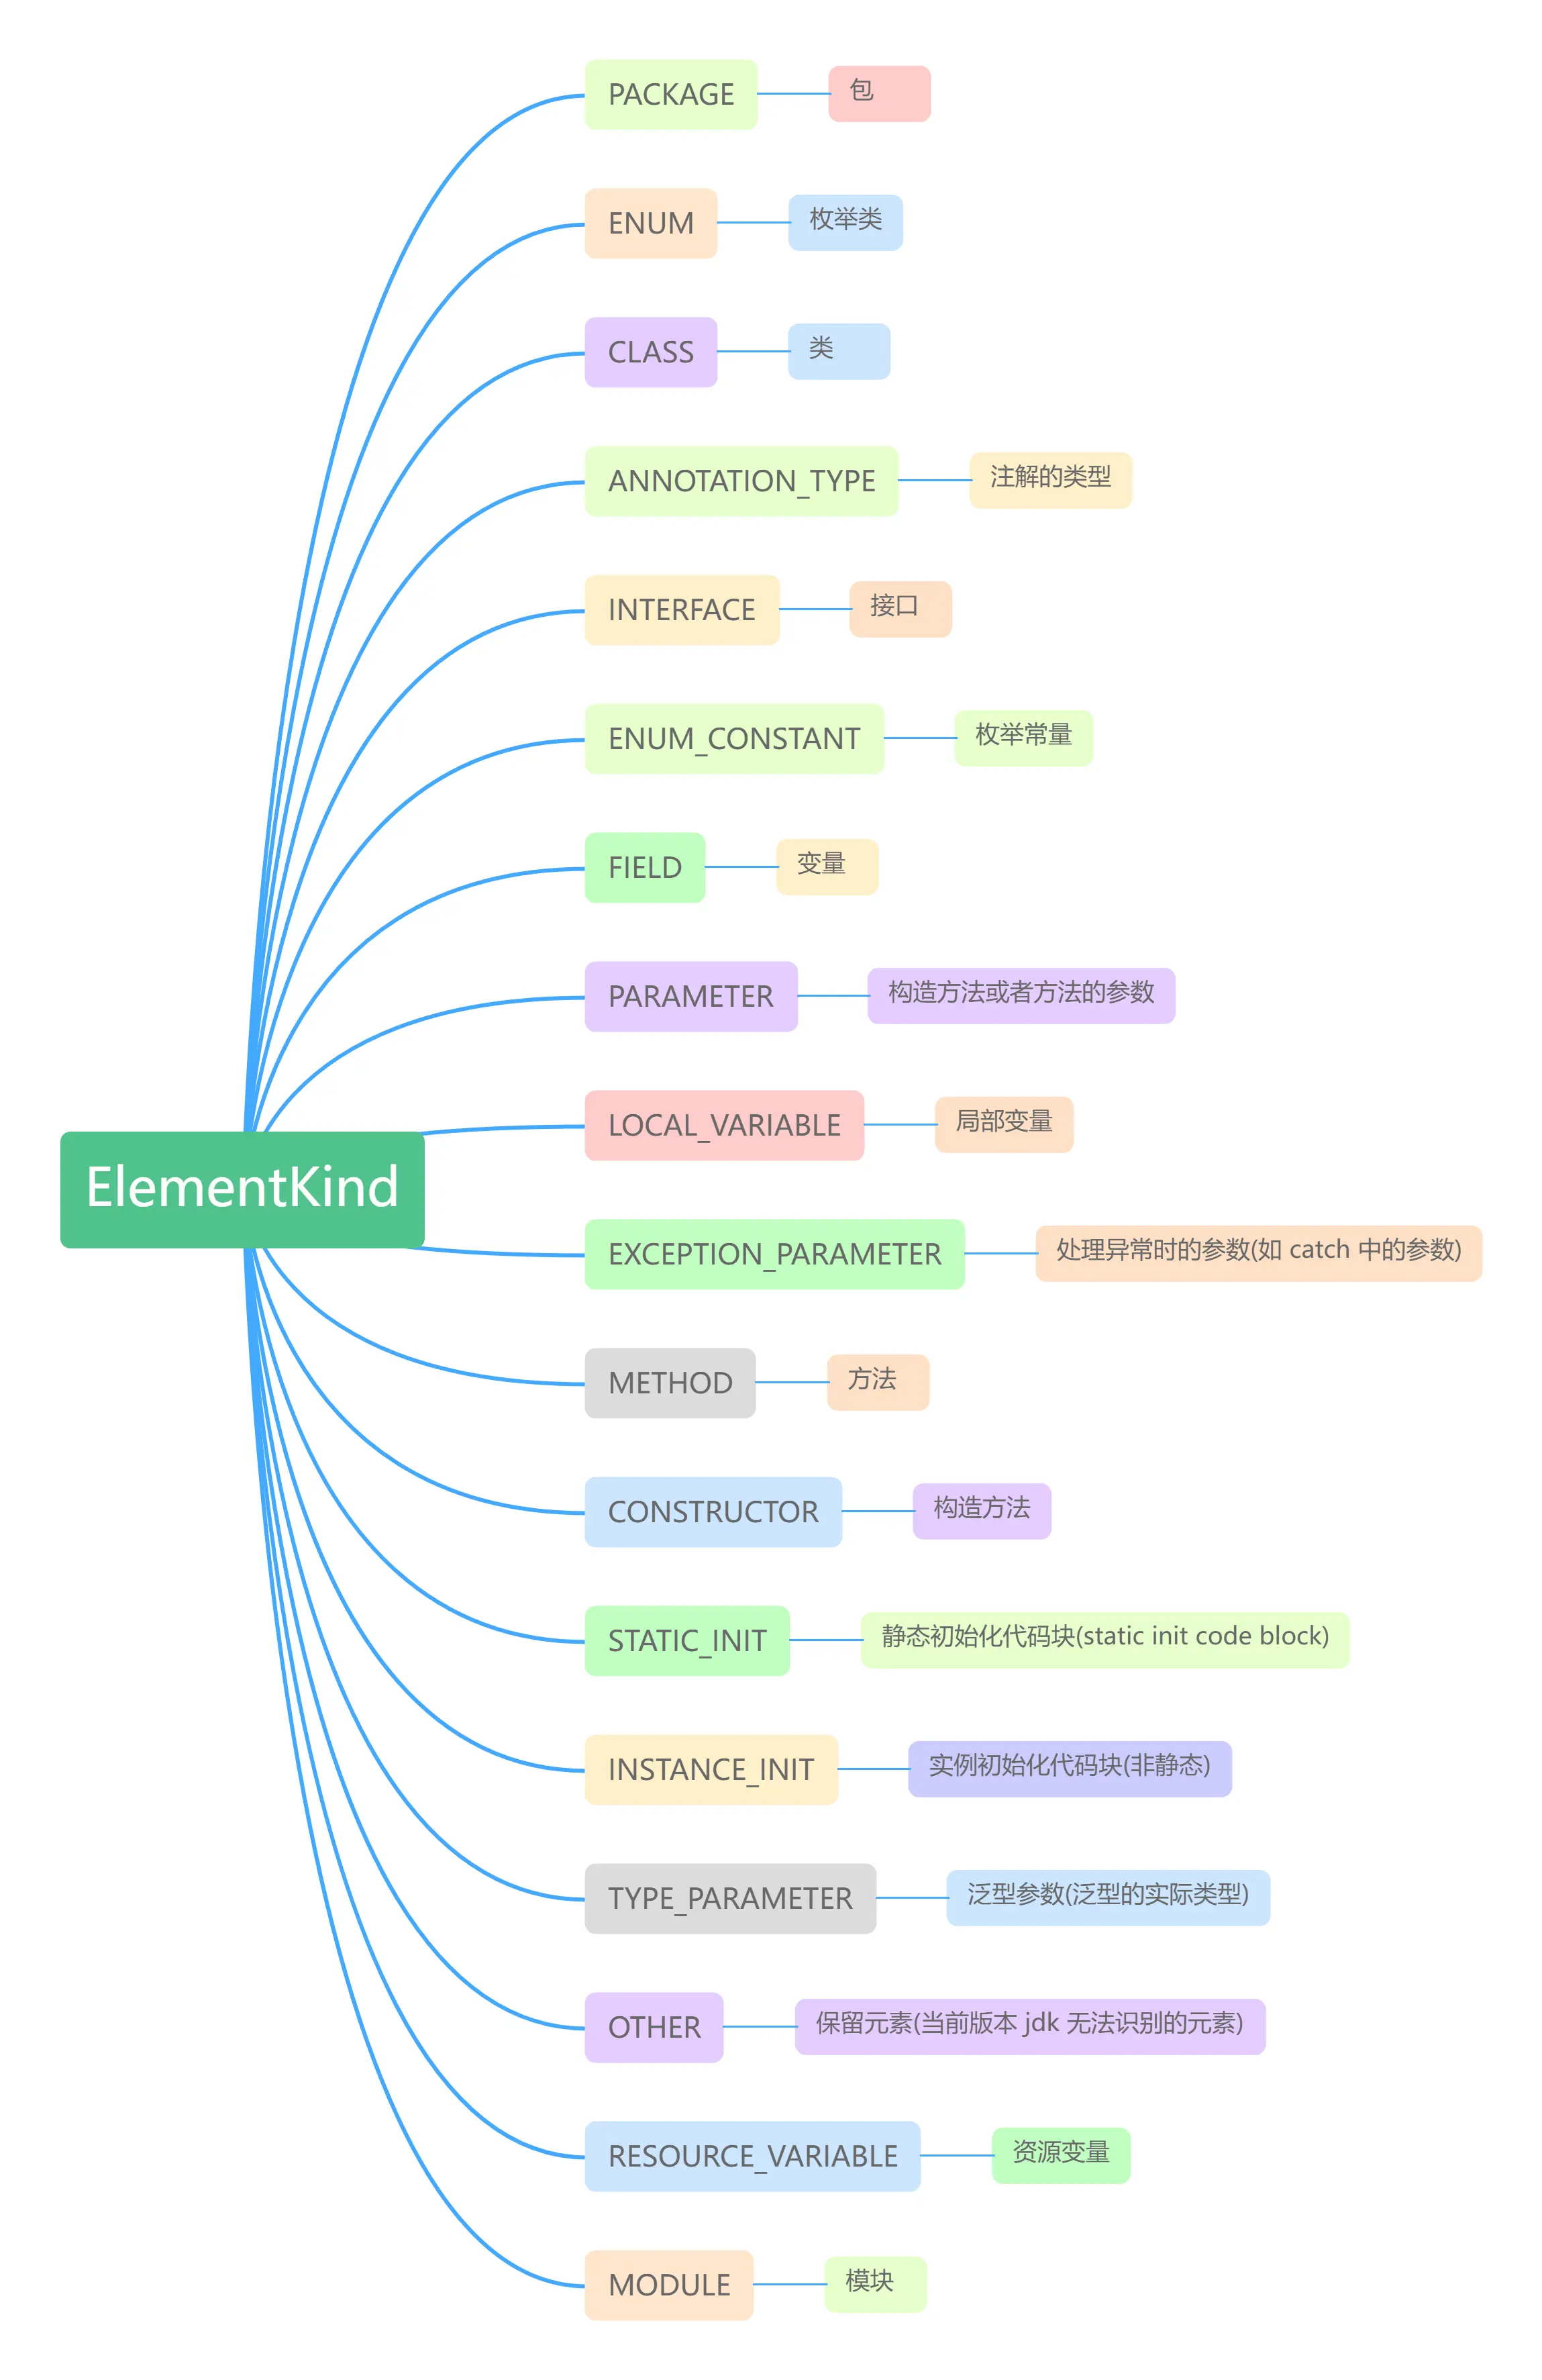 ElementKind
PACKAGE
包
ENUM
枚举类
CLASS
类
ANNOTATION_TYPE
注解的类型
INTERFACE
接口
ENUM_CONSTANT
枚举常量
FIELD
变量
PARAMETER
构造方法或者方法的参数
LOCAL_VARIABLE
局部变量
EXCEPTION_PARAMETER
处理异常时的参数(如 catch 中的参数)
METHOD
方法
CONSTRUCTOR
构造方法
STATIC_INIT
静态初始化代码块(static init code block)
INSTANCE_INIT
实例初始化代码块(非静态)
TYPE_PARAMETER
泛型参数(泛型的实际类型)
OTHER
保留元素(当前版本 jdk 无法识别的元素)
RESOURCE_VARIABLE
资源变量
MODULE
模块